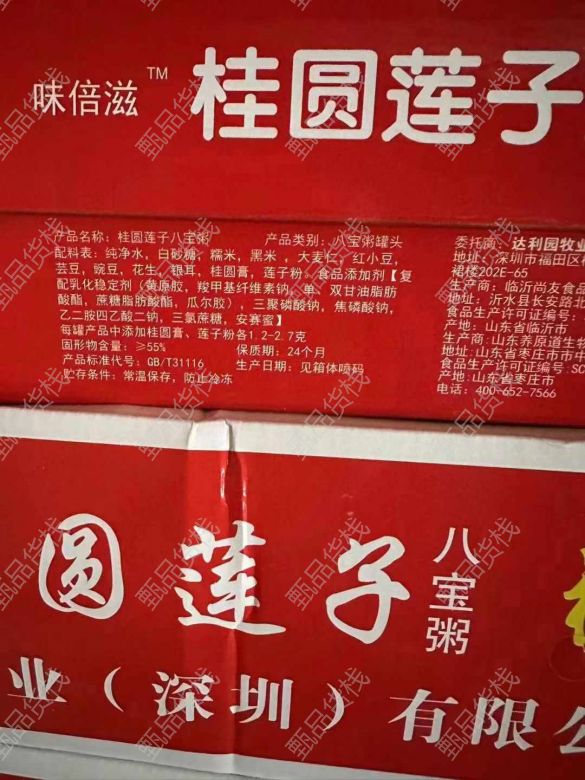 味倍滋™ 桂圆莲子
产品名称：桂圆莲子八宝粥 产品类别：八宝粥罐头
配料表：纯净水，白砂糖，糯米，黑米，大麦仁，红小豆，
芸豆，豌豆，花生，银耳，桂圆膏，莲子粉，食品添加剂【复
配乳化稳定剂（黄原胶，羧甲基纤维素钠，单、双甘油脂肪
酸酯，蔗糖脂肪酸酯，瓜尔胶），三聚磷酸钠，焦磷酸钠，
乙二胺四乙酸二钠，三氯蔗糖，安赛蜜】
每罐产品中添加桂圆膏、莲子粉各1.2-2.7克
固形物含量：≥55% 保质期：24个月
产品标准代号：GB/T31116 生产日期：见箱体喷码
贮存条件：常温保存，防止冷冻
委托商：达利园牧业
地址：深圳市福田区
裙楼202E-65
生产商：临沂尚友食品
地址：沂水县长安路北
食品生产许可证编号：
产地：山东省临沂市
生产商：山东养原道生物
地址：山东省枣庄市市中
食品生产许可证编号：SC
产地：山东省枣庄市
电话：400-652-7566
圆莲子八宝粥
业（深圳）有限公
甄品货栈